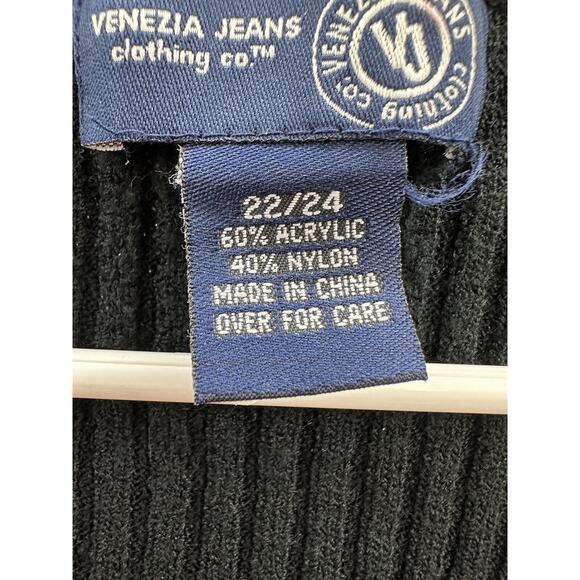 VENEZIA JEANS
clothing co.™
VENEZIA JEANS clothing co.
VJ
22/24
60% ACRYLIC
40% NYLON
MADE IN CHINA
OVER FOR CARE